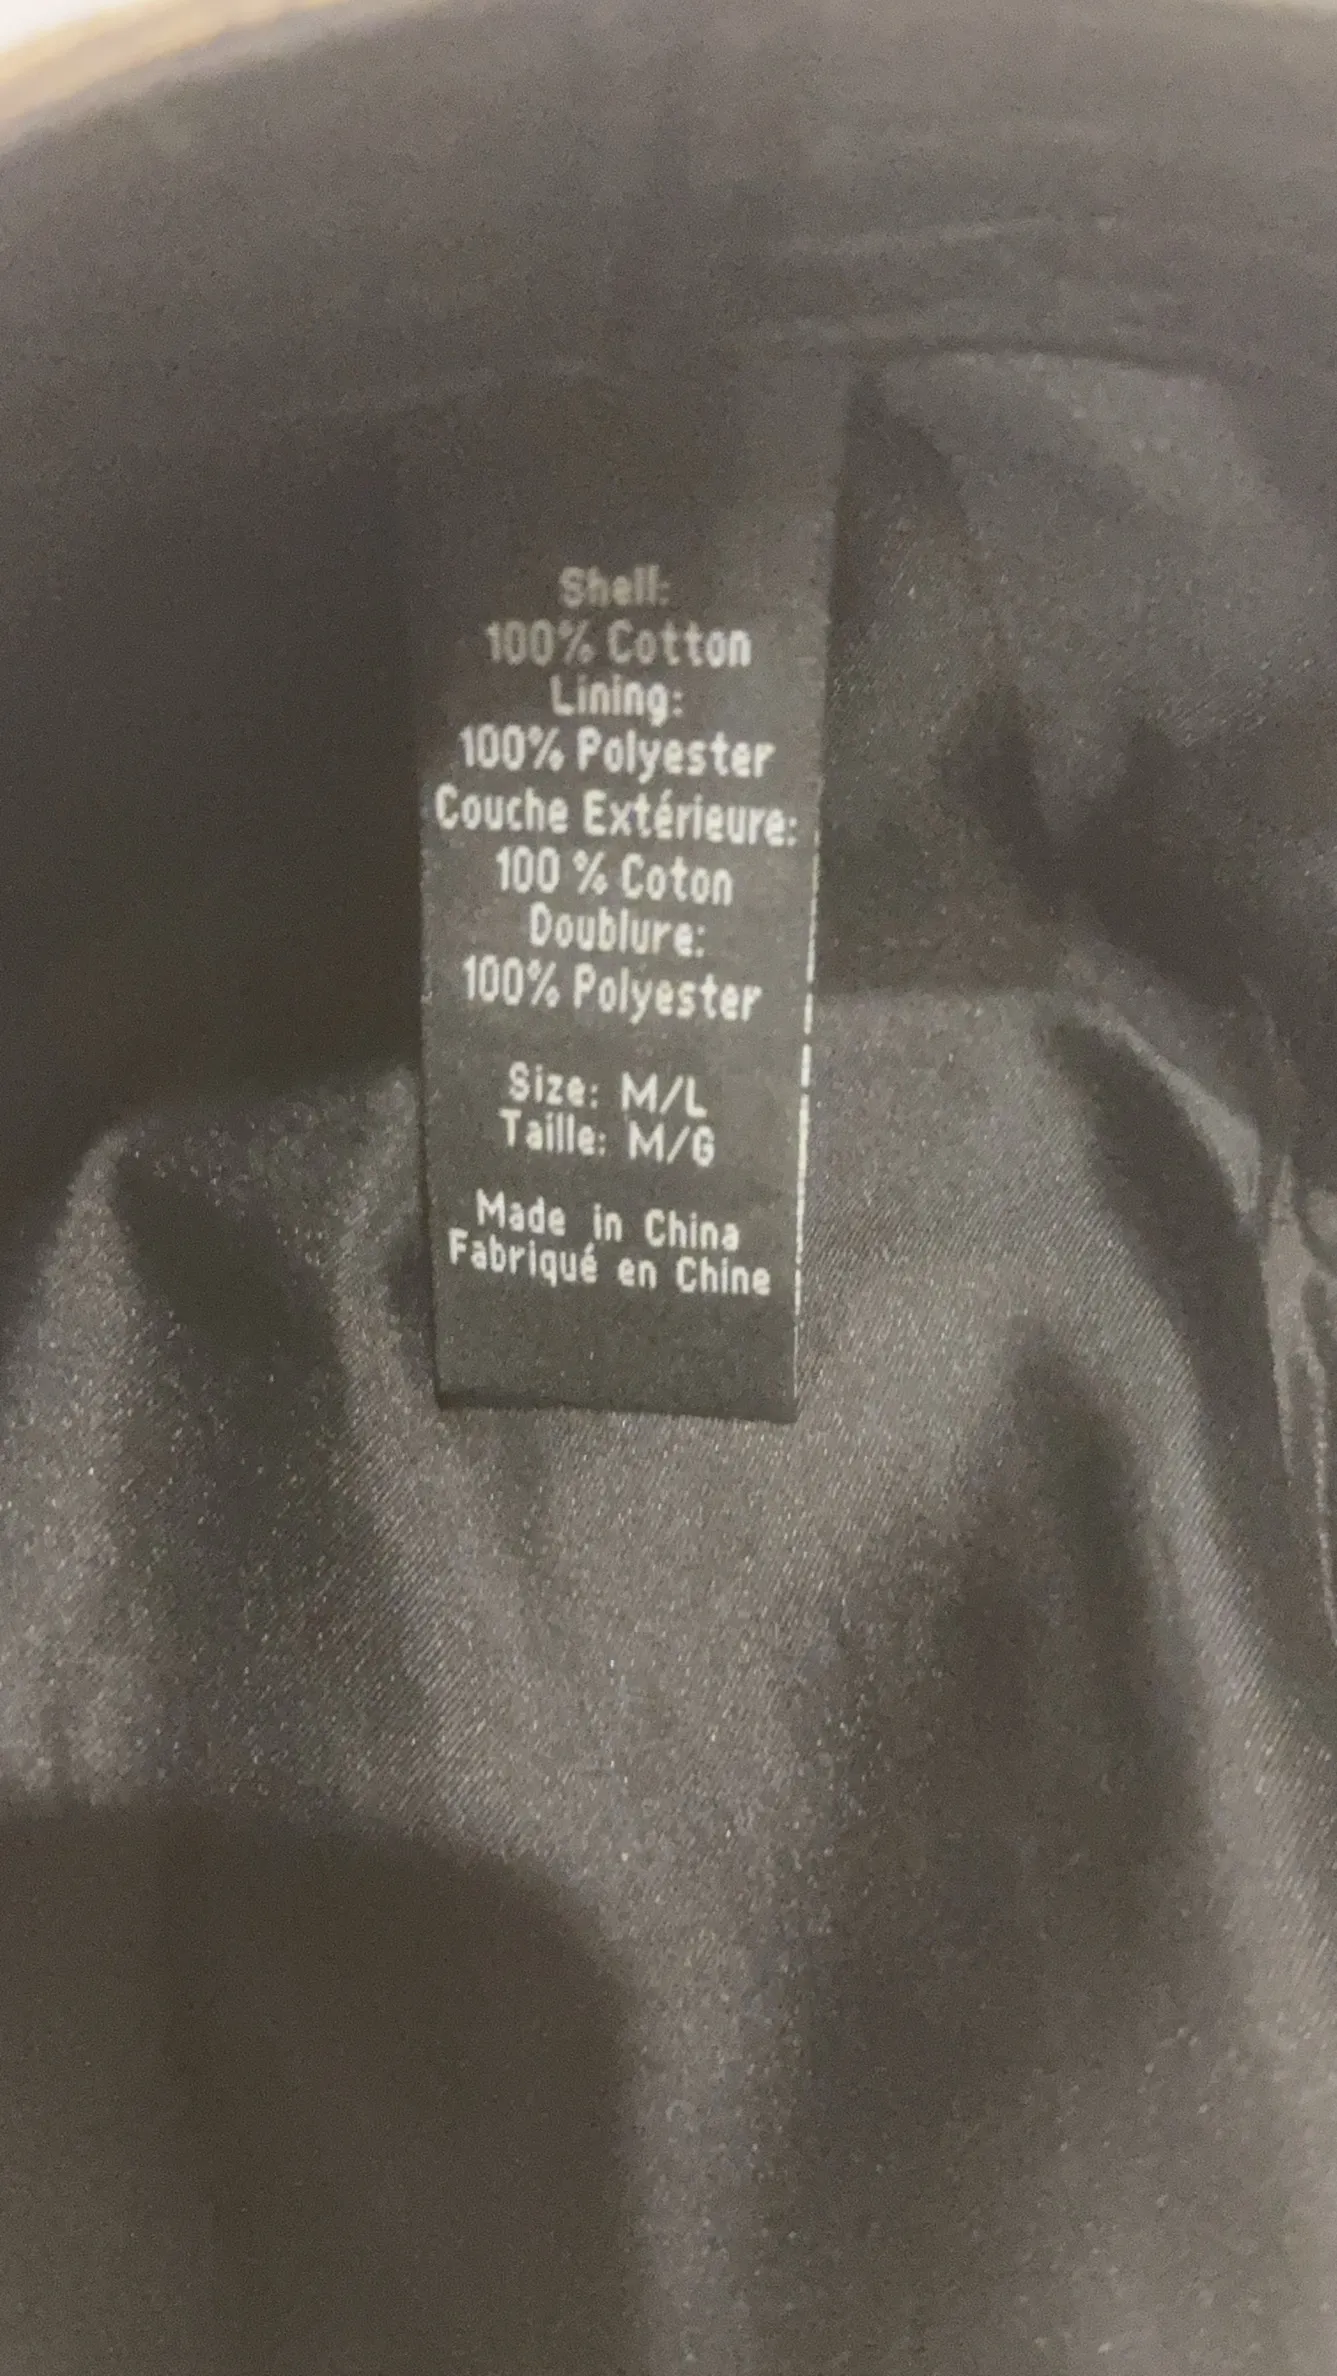 Shell:
100% Cotton
Lining:
100% Polyester
Couche Extérieure:
100 % Coton
Doublure:
100% Polyester
Size: M/L
Taille: M/G
Made in China
Fabriqué en Chine